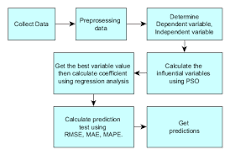 Collect Data
Preprosessing
data
Determine
Dependent variable,
Independent variable
Get the best variable value
then calculate coefficient
using regression analysis
Calculate the
influential variables
using PSO
Calculate prediction
test using
RMSE, MAE, MAPE.
Get
predictions